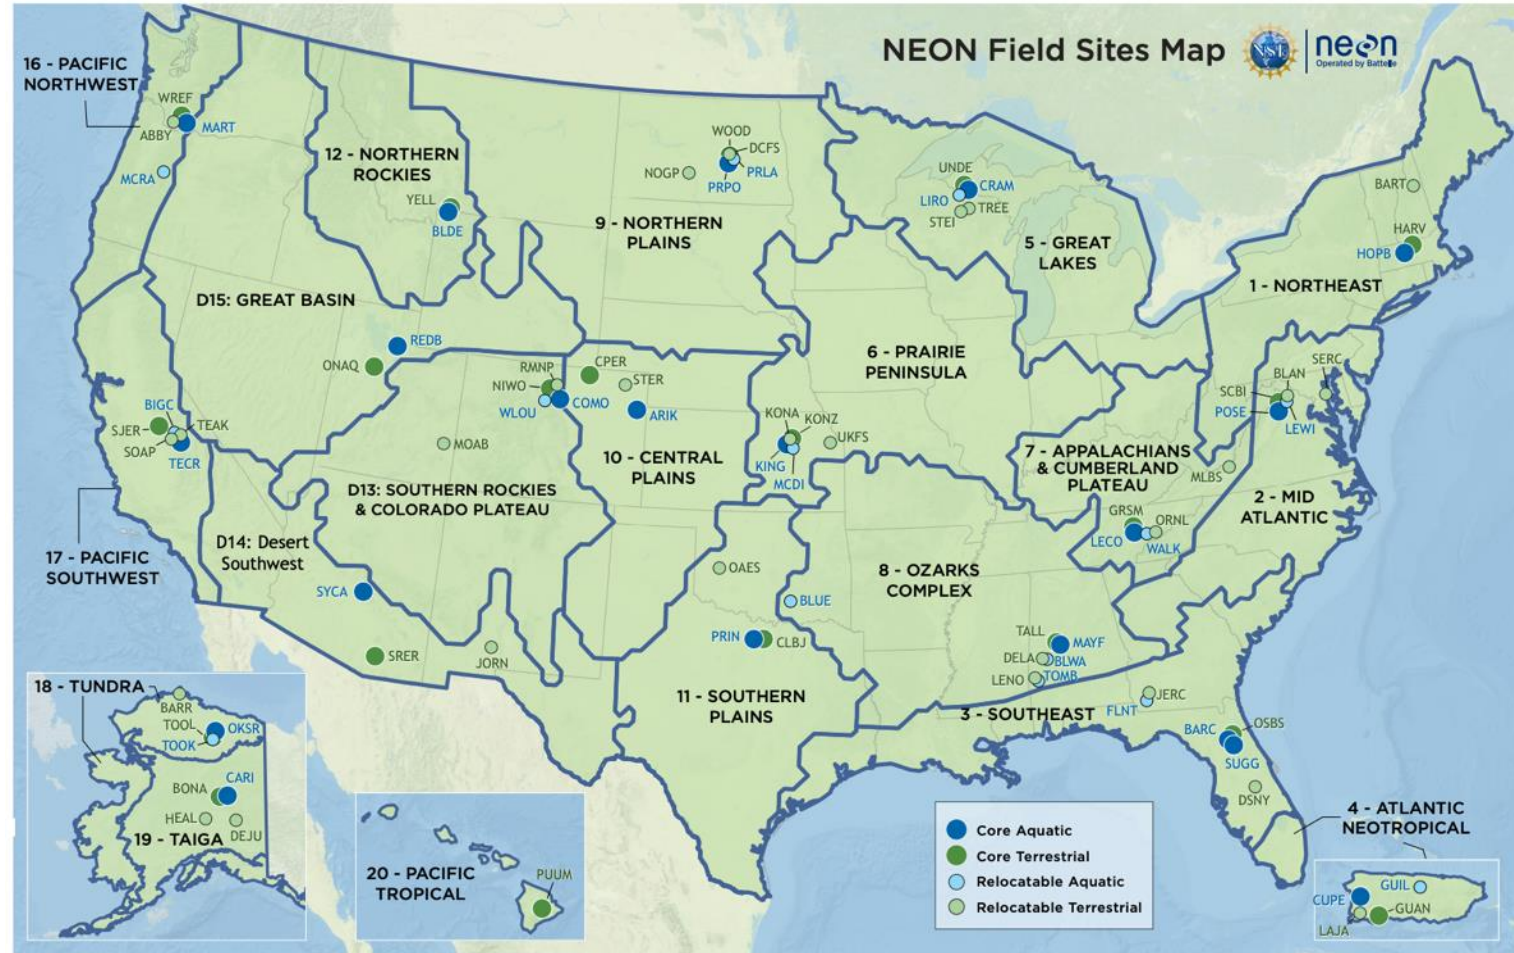 NEON Field Sites Map
NSF
neon
Operated by Battelle
16 - PACIFIC
NORTHWEST
WREF
ABBY
MART
MCRA
12 - NORTHERN
ROCKIES
YELL
BLDE
WOOD
DCFS
NOGP
PRLA
PRPO
9 - NORTHERN
PLAINS
UNDE
CRAM
LIRO
TREE
STEI
5 - GREAT
LAKES
BART
HARV
HOPB
1 - NORTHEAST
D15: GREAT BASIN
REDB
ONAQ
6 - PRAIRIE
PENINSULA
RMNP
CPER
NIWO
STER
WLOU
COMO
ARIK
SERC
BLAN
SCBI
POSE
LEWI
BIGC
SJER
TEAK
SOAP
TECR
MOAB
KONA
KONZ
UKFS
KING
MCDI
10 - CENTRAL
PLAINS
7 - APPALACHIANS
& CUMBERLAND
PLATEAU
MLBS
D13: SOUTHERN ROCKIES
& COLORADO PLATEAU
2 - MID
ATLANTIC
GRSM
ORNL
LECO
WALK
17 - PACIFIC
SOUTHWEST
D14: Desert
Southwest
OAES
8 - OZARKS
COMPLEX
SYCA
BLUE
PRIN
CLBJ
TALL
MAYF
DELA
BLWA
LENO
TOMB
SRER
JORN
11 - SOUTHERN
PLAINS
3 - SOUTHEAST
JERC
FLNT
BARC
OSBS
SUGG
DSNY
18 - TUNDRA
BARR
TOOL
OKSR
TOOK
CARI
BONA
HEAL
DEJU
19 - TAIGA
20 - PACIFIC
TROPICAL
PUUM
Core Aquatic
Core Terrestrial
Relocatable Aquatic
Relocatable Terrestrial
4 - ATLANTIC
NEOTROPICAL
GUIL
CUPE
GUAN
LAJA